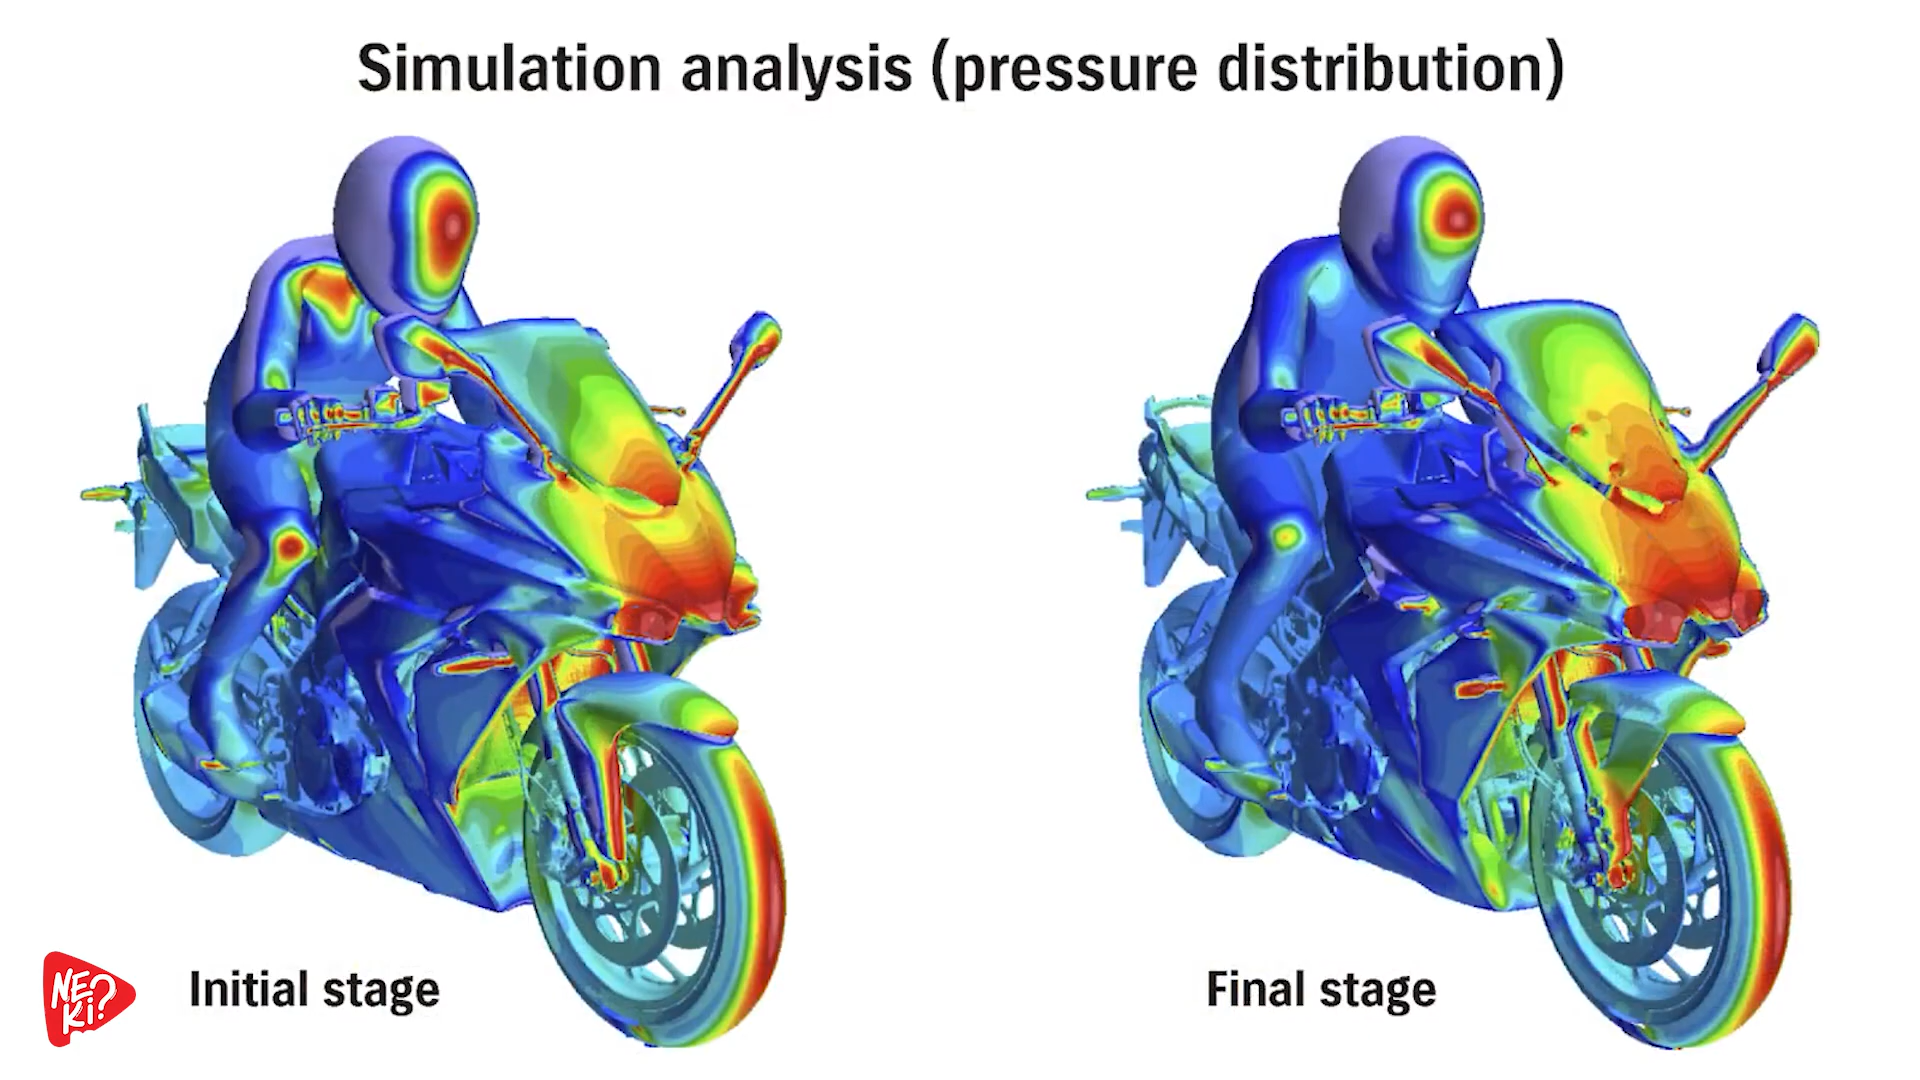 Simulation analysis (pressure distribution)
Initial stage
Final stage
NE
Ki?